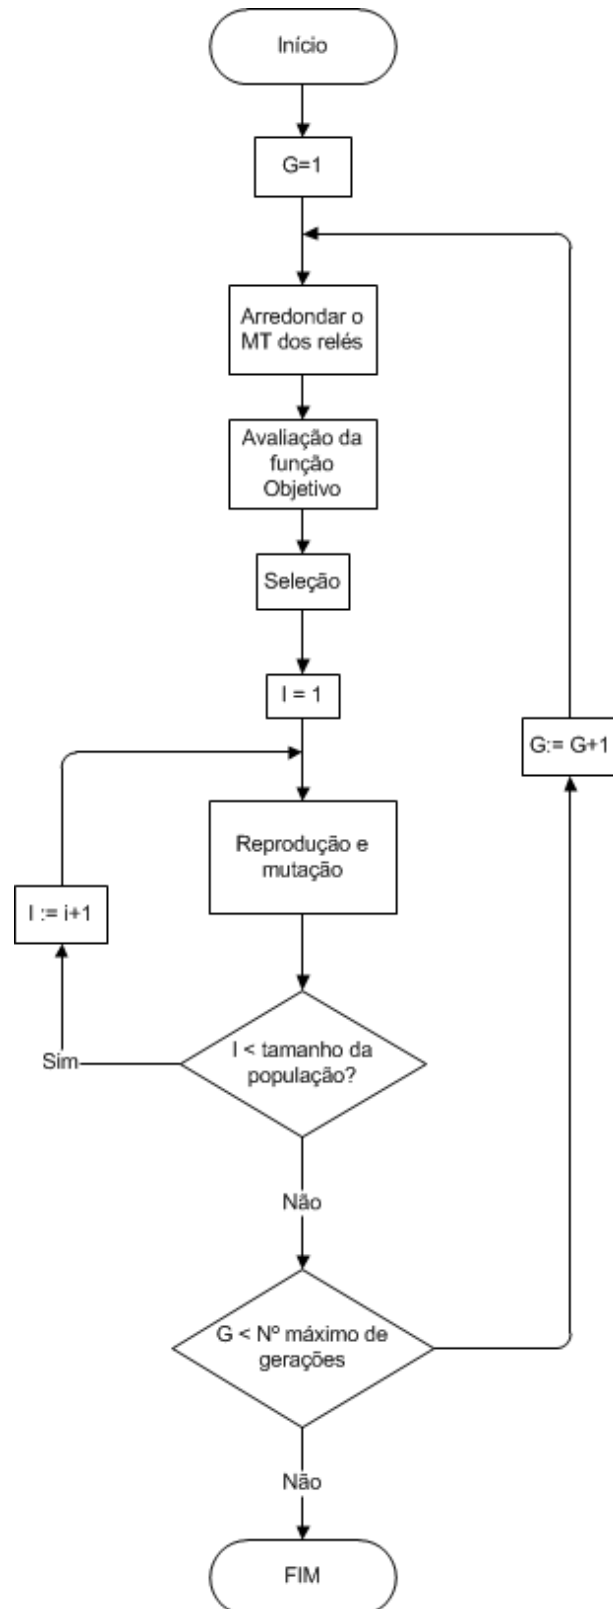 Início
G=1
Arredondar o
MT dos relés
Avaliação da
função
Objetivo
Seleção
I = 1
G:= G+1
Reprodução e
mutação
I := i+1
I < tamanho da
população?
Sim
Não
G < Nº máximo de
gerações
Não
FIM